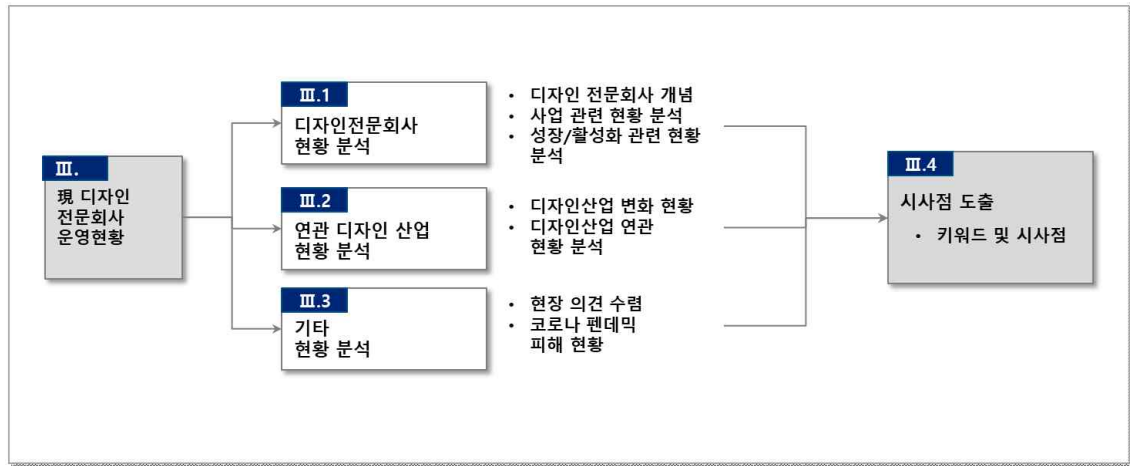 Ⅲ.
現 디자인
전문회사
운영현황
Ⅲ.1
디자인전문회사
현황 분석
• 디자인 전문회사 개념
• 사업 관련 현황 분석
• 성장/활성화 관련 현황
분석
Ⅲ.2
연관 디자인 산업
현황 분석
• 디자인산업 변화 현황
• 디자인산업 연관
현황 분석
Ⅲ.3
기타
현황 분석
• 현장 의견 수렴
• 코로나 펜데믹
피해 현황
Ⅲ.4
시사점 도출
• 키워드 및 시사점